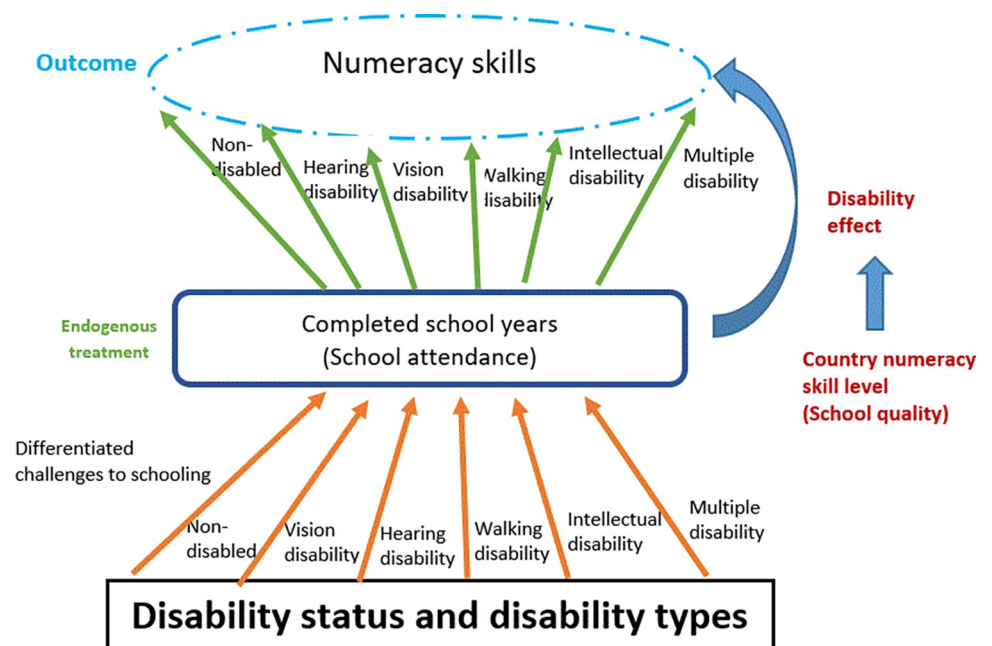 Outcome
Numeracy skills
Non-
disabled
Hearing
disability
Vision
disability
Walking
disability
Intellectual
disability
Multiple
disability
Disability
effect
Endogenous
treatment
Completed school years
(School attendance)
Country numeracy
skill level
(School quality)
Differentiated
challenges to schooling
Non-
disabled
Vision
disability
Hearing
disability
Walking
disability
Intellectual
disability
Multiple
disability
Disability status and disability types